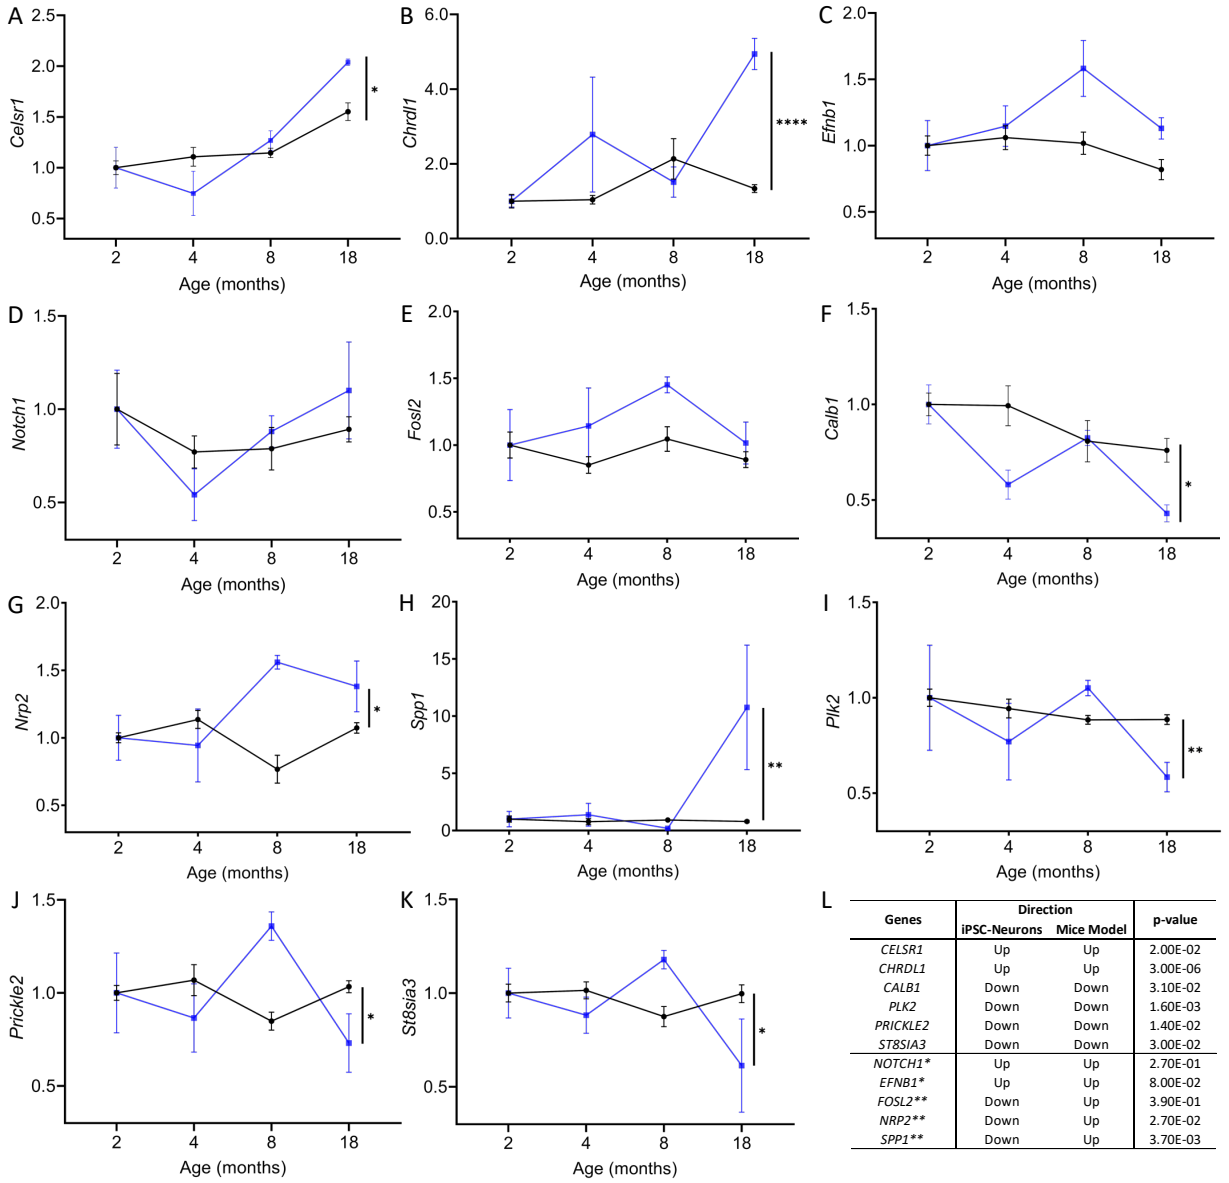 A
2.5
2.0
1.5
1.0
0.5
Celsr1
*
2 4 8 18
Age (months)
B
6.0
4.0
2.0
0.0
Chrdl1
****
2 4 8 18
Age (months)
C
2.0
1.5
1.0
0.5
Efnb1
2 4 8 18
Age (months)
D
1.5
1.0
0.5
Notch1
2 4 8 18
Age (months)
E
2.0
1.5
1.0
0.5
Fosl2
2 4 8 18
Age (months)
F
1.5
1.0
0.5
Calb1
*
2 4 8 18
Age (months)
G
2.0
1.5
1.0
0.5
Nrp2
*
2 4 8 18
Age (months)
H
20
15
10
5
0
Spp1
**
2 4 8 18
Age (months)
I
1.5
1.0
0.5
Plk2
**
2 4 8 18
Age (months)
J
1.5
1.0
0.5
Prickle2
*
2 4 8 18
Age (months)
K
1.5
1.0
0.5
St8sia3
*
2 4 8 18
Age (months)
L
Genes Direction p-value
iPSC-Neurons Mice Model
CELSR1 Up Up 2.00E-02
CHRDL1 Up Up 3.00E-06
CALB1 Down Down 3.10E-02
PLK2 Down Down 1.60E-03
PRICKLE2 Down Down 1.40E-02
ST8SIA3 Down Down 3.00E-02
NOTCH1* Up Up 2.70E-01
EFNB1* Up Up 8.00E-02
FOSL2** Down Up 3.90E-01
NRP2** Down Up 2.70E-02
SPP1** Down Up 3.70E-03